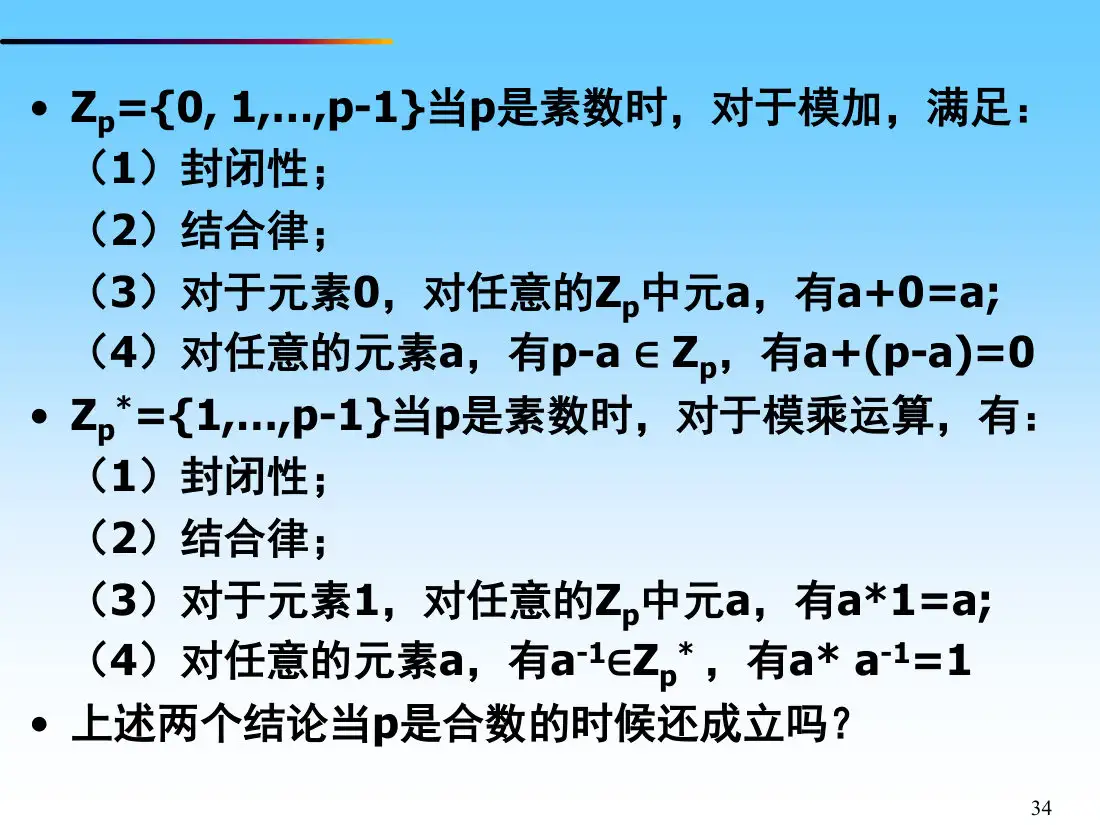 • Zp={0, 1,...,p-1}当p是素数时，对于模加，满足：
（1）封闭性；
（2）结合律；
（3）对于元素0，对任意的Zp中元a，有a+0=a;
（4）对任意的元素a，有p-a ∈ Zp，有a+(p-a)=0
• Zp*={1,...,p-1}当p是素数时，对于模乘运算，有：
（1）封闭性；
（2）结合律；
（3）对于元素1，对任意的Zp中元a，有a*1=a;
（4）对任意的元素a，有a-1∈Zp* ，有a* a-1=1
• 上述两个结论当p是合数的时候还成立吗？
34